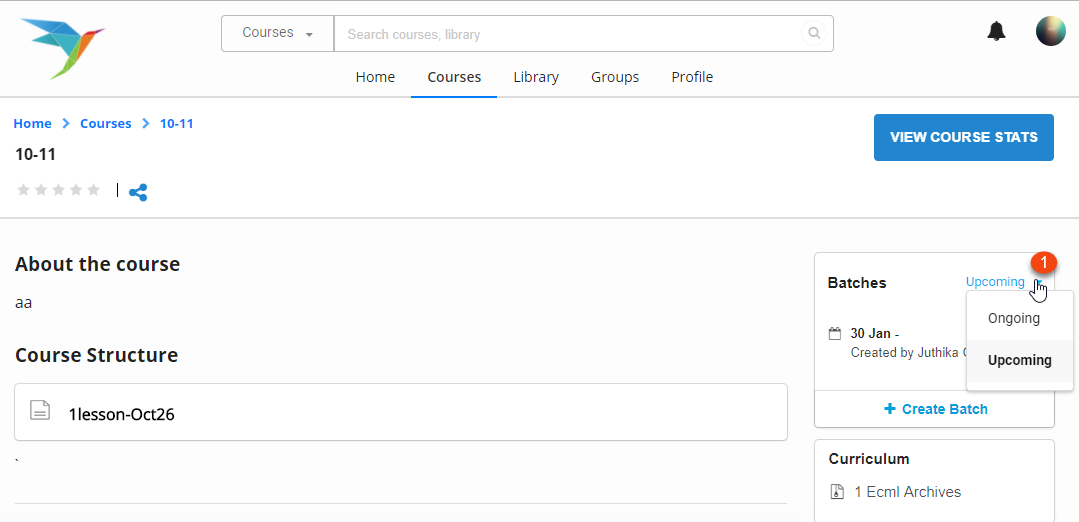 Courses
Search courses, library
Home Courses Library Groups Profile
Home Courses 10-11
VIEW COURSE STATS
10-11
About the course
aa
Course Structure
1lesson-Oct26
`
1
Batches Upcoming
Ongoing
Upcoming
30 Jan -
Created by Juthika
+ Create Batch
Curriculum
1 Ecml Archives